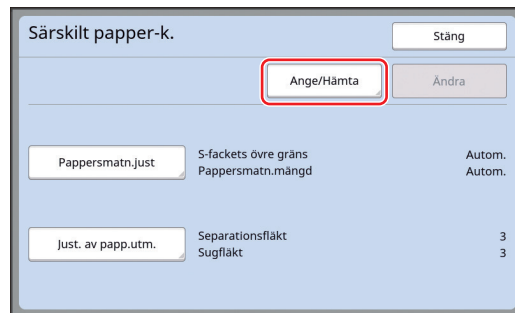 Särskilt papper-k.
Stäng
Ange/Hämta
Ändra
Pappersmatn.just
S-fackets övre gräns
Autom.
Pappersmatn.mängd
Autom.
Just. av papp.utm.
Separationsfläkt
3
Sugfläkt
3